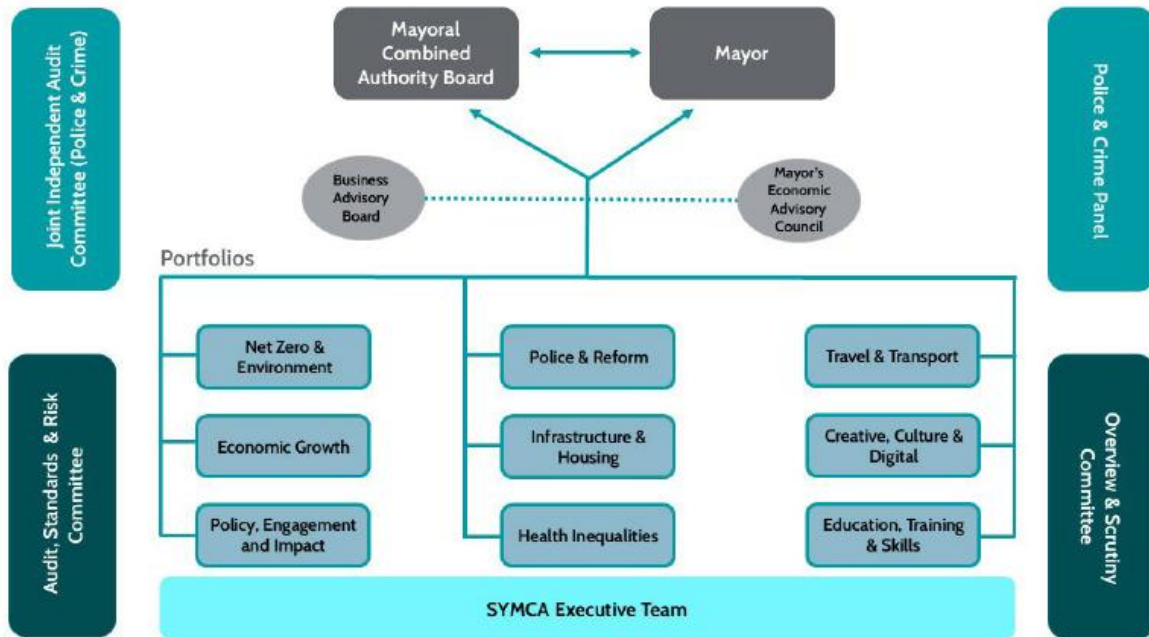 Joint Independent Audit
Committee (Police & Crime)
Mayoral
Combined
Authority Board
Mayor
Police & Crime Panel
Business
Advisory
Board
Mayor's
Economic
Advisory
Council
Portfolios
Net Zero &
Environment
Police & Reform
Travel & Transport
Economic Growth
Infrastructure &
Housing
Creative, Culture &
Digital
Policy, Engagement
and Impact
Health Inequalities
Education, Training
& Skills
Audit, Standards & Risk
Committee
Overview & Scrutiny
Committee
SYMCA Executive Team